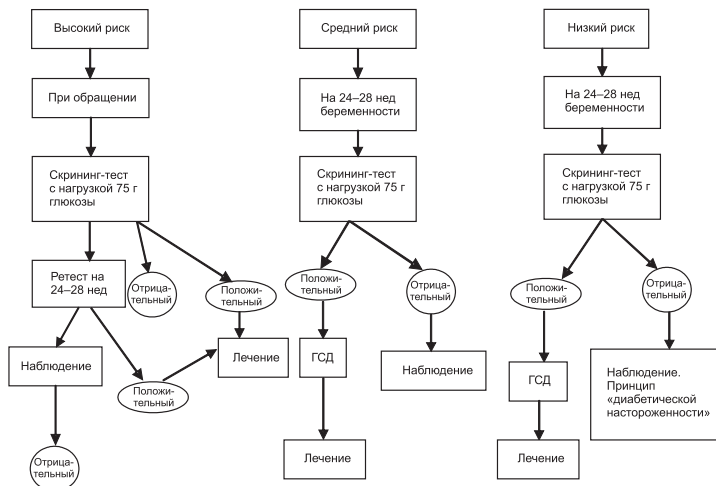 Высокий риск
При обращении
Скрининг-тест
с нагрузкой 75 г
глюкозы
Ретест на
24–28 нед
Отрица-
тельный
Положи-
тельный
Наблюдение
Положи-
тельный
Лечение
Отрица-
тельный
Средний риск
На 24–28 нед
беременности
Скрининг-тест
с нагрузкой 75 г
глюкозы
Положи-
тельный
Отрица-
тельный
ГСД
Наблюдение
Лечение
Низкий риск
На 24–28 нед
беременности
Скрининг-тест
с нагрузкой 75 г
глюкозы
Положи-
тельный
Отрица-
тельный
ГСД
Наблюдение.
Принцип
«диабетической
настороженности»
Лечение